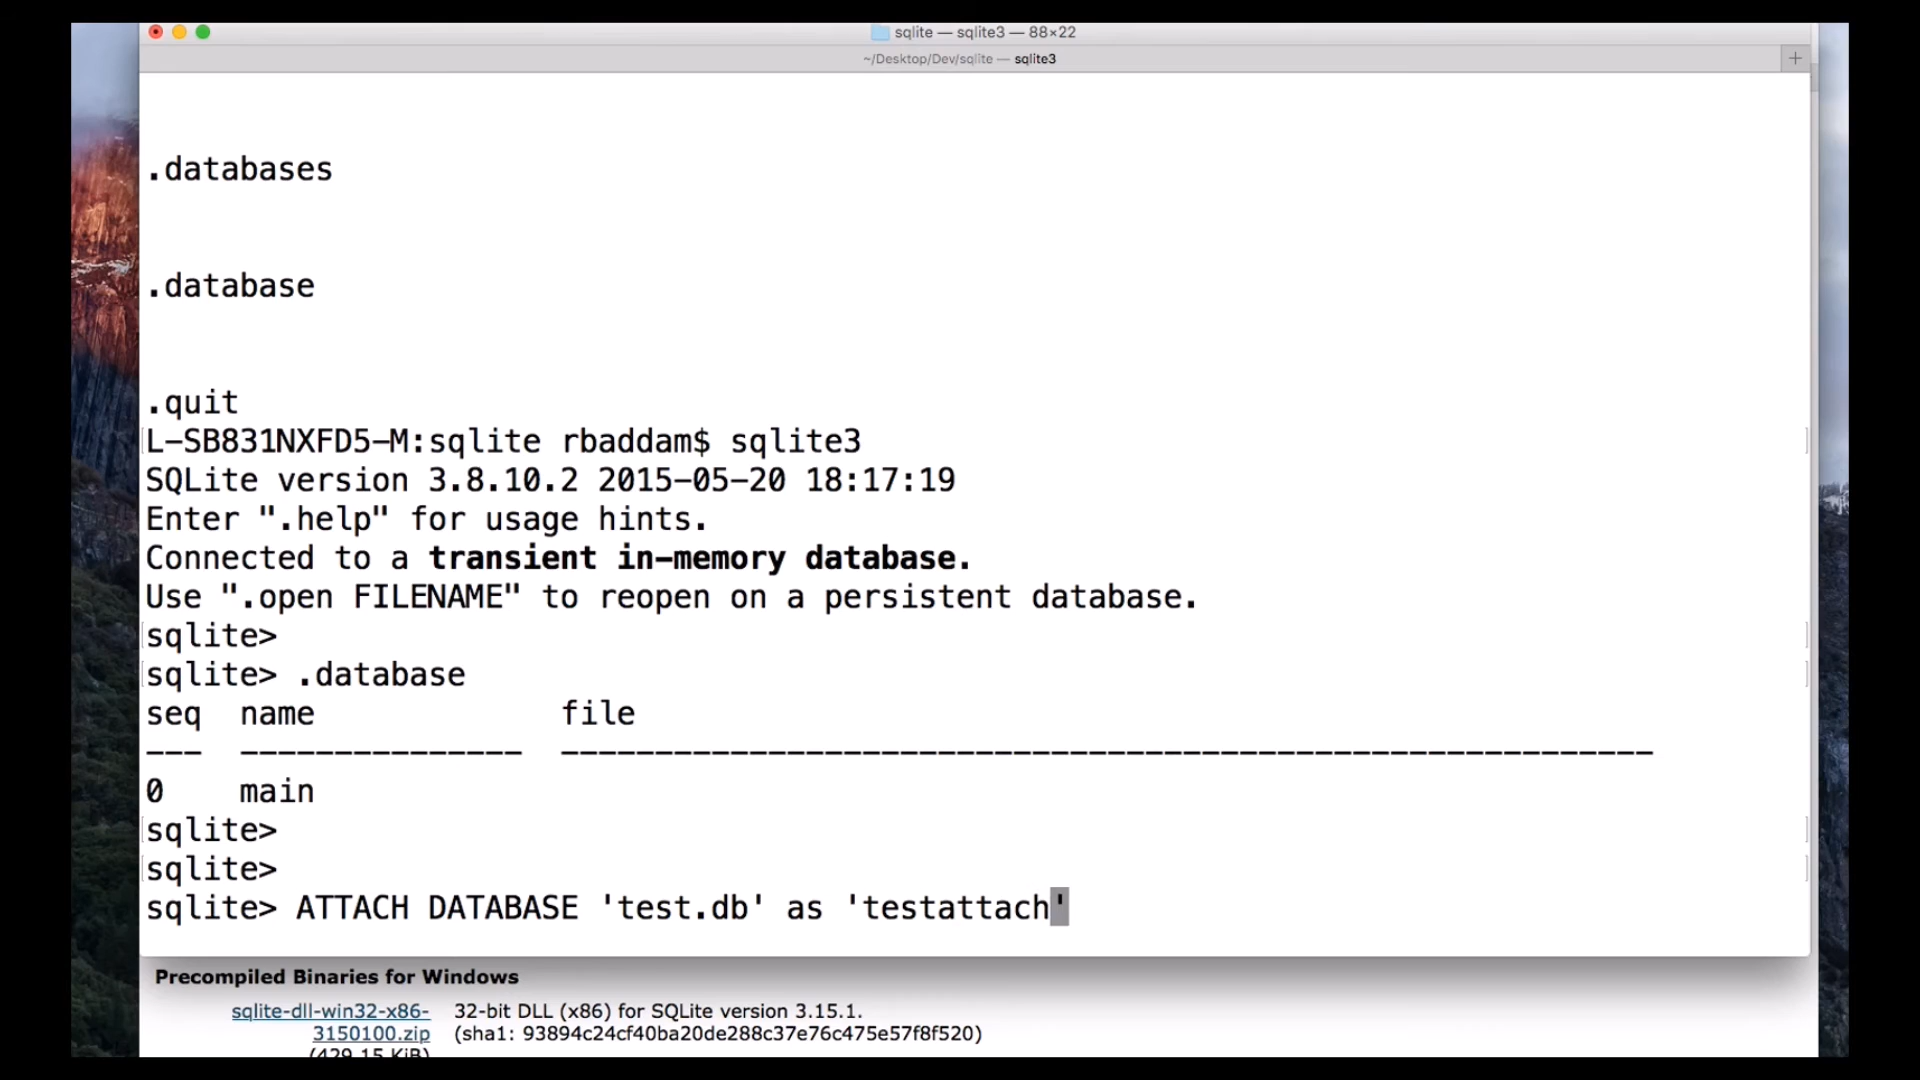 sqlite — sqlite3 — 88×22
~/Desktop/Dev/sqlite — sqlite3
.databases
.database
.quit
L-SB831NXFD5-M:sqlite rbaddam$ sqlite3
SQLite version 3.8.10.2 2015-05-20 18:17:19
Enter ".help" for usage hints.
Connected to a transient in-memory database.
Use ".open FILENAME" to reopen on a persistent database.
sqlite>
sqlite> .database
seq  name             file
---  ---------------  ----------------------------------------------------------
0    main
sqlite>
sqlite>
sqlite> ATTACH DATABASE 'test.db' as 'testattach'
Precompiled Binaries for Windows
sqlite-dll-win32-x86- 32-bit DLL (x86) for SQLite version 3.15.1.
3150100.zip (sha1: 93894c24cf40ba20de288c37e76c475e57f8f520)
(429.15 KiB)